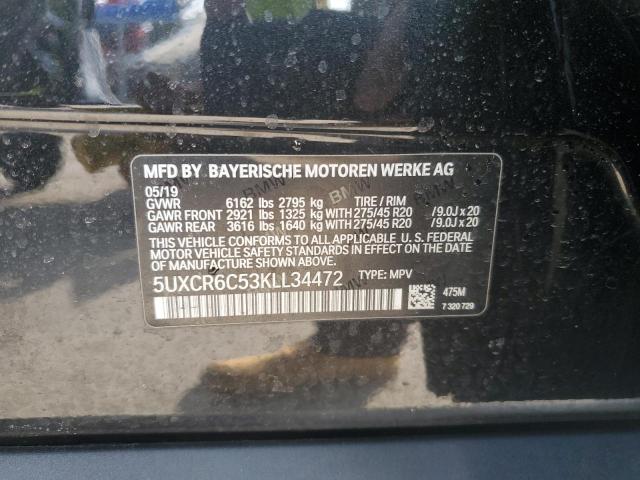 MFD BY BAYERISCHE MOTOREN WERKE AG
05/19
GVWR 6162 lbs 2795 kg TIRE / RIM
GAWR FRONT 2921 lbs 1325 kg WITH 275/45 R20 /9.0J x 20
GAWR REAR 3616 lbs 1640 kg WITH 275/45 R20 /9.0J x 20
THIS VEHICLE CONFORMS TO ALL APPLICABLE U.S. FEDERAL
MOTOR VEHICLE SAFETY STANDARDS IN EFFECT ON THE DATE
OF MANUFACTURE SHOWN ABOVE.
5UXCR6C53KLL34472 TYPE: MPV
475M
7 320 729